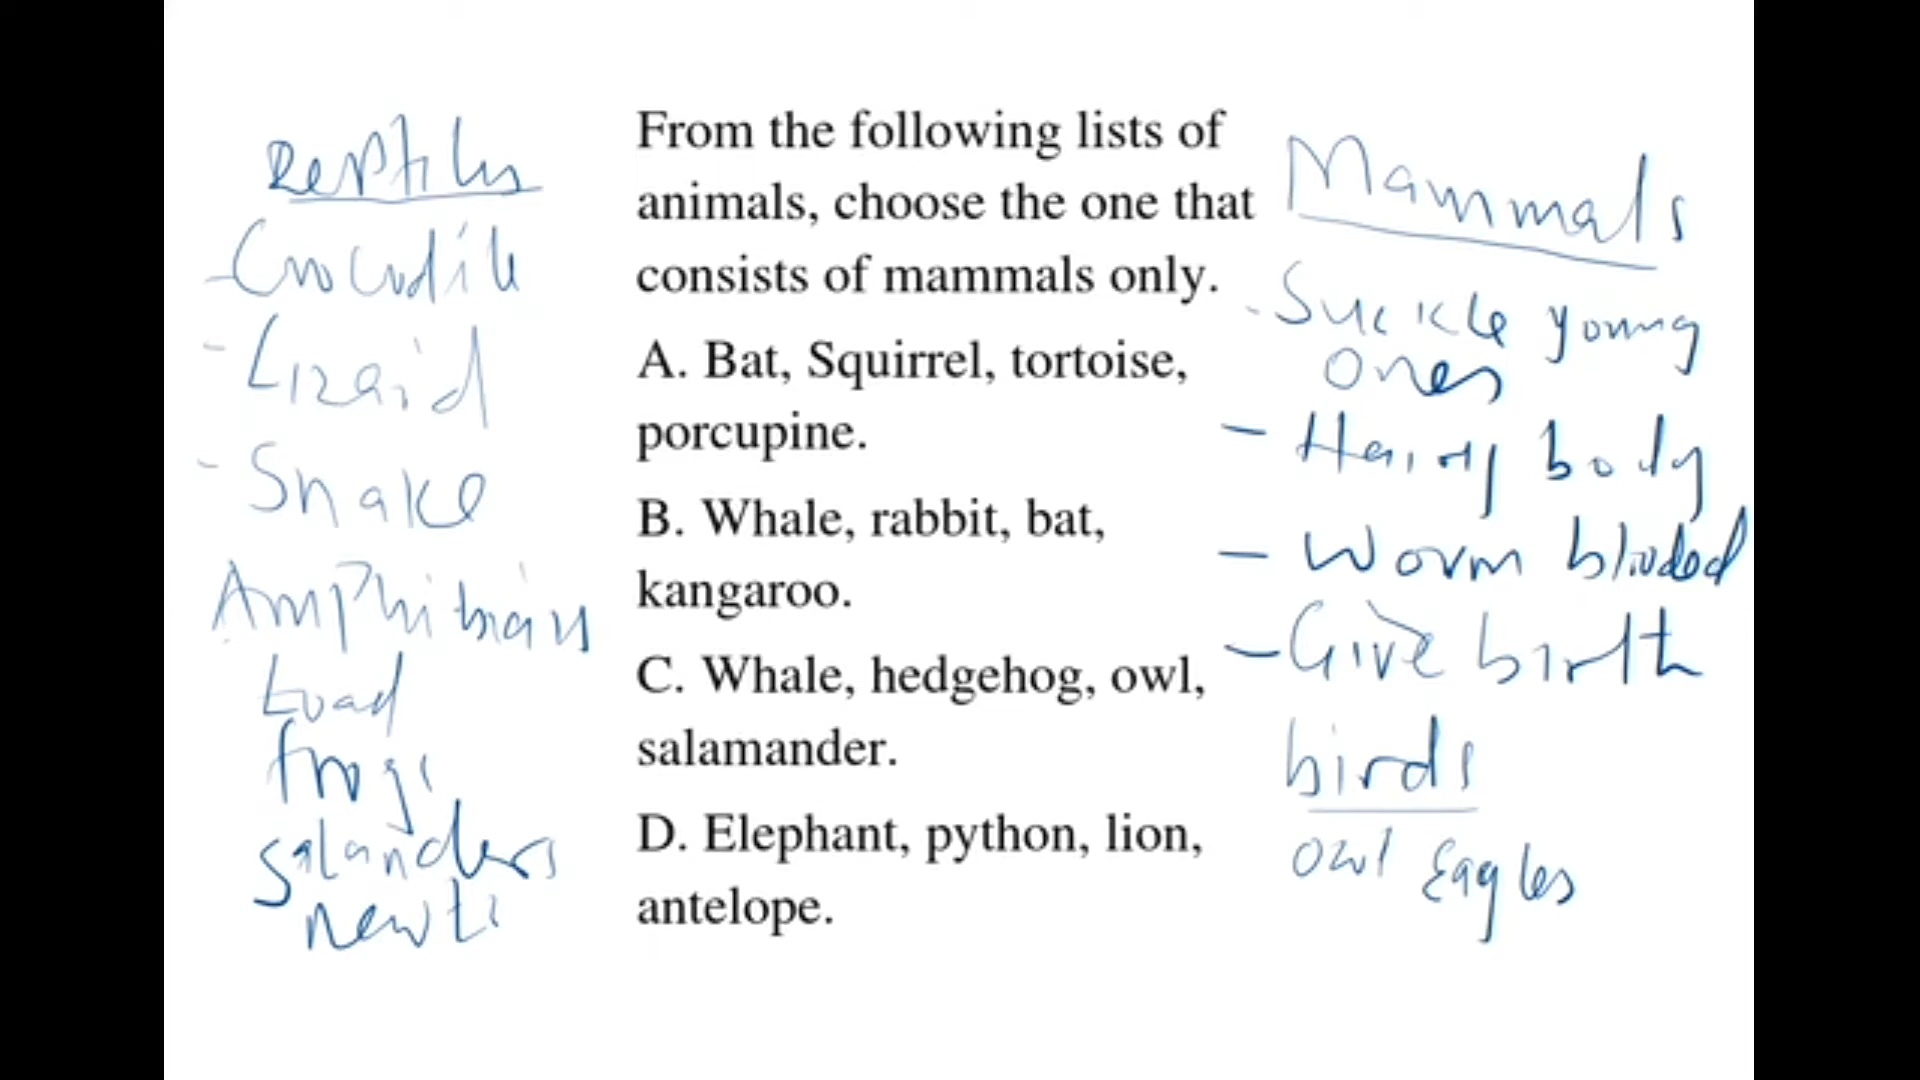 Reptiles
- Crocodile
- Lizard
- Snake
Amphibians
toad
frogs
Salanders
newts
From the following lists of
animals, choose the one that
consists of mammals only.
A. Bat, Squirrel, tortoise,
porcupine.
B. Whale, rabbit, bat,
kangaroo.
C. Whale, hedgehog, owl,
salamander.
D. Elephant, python, lion,
antelope.
Mammals
- Suckle young
ones
- Hairy body
- Worm blooded
- Give birth
birds
owl Eagles